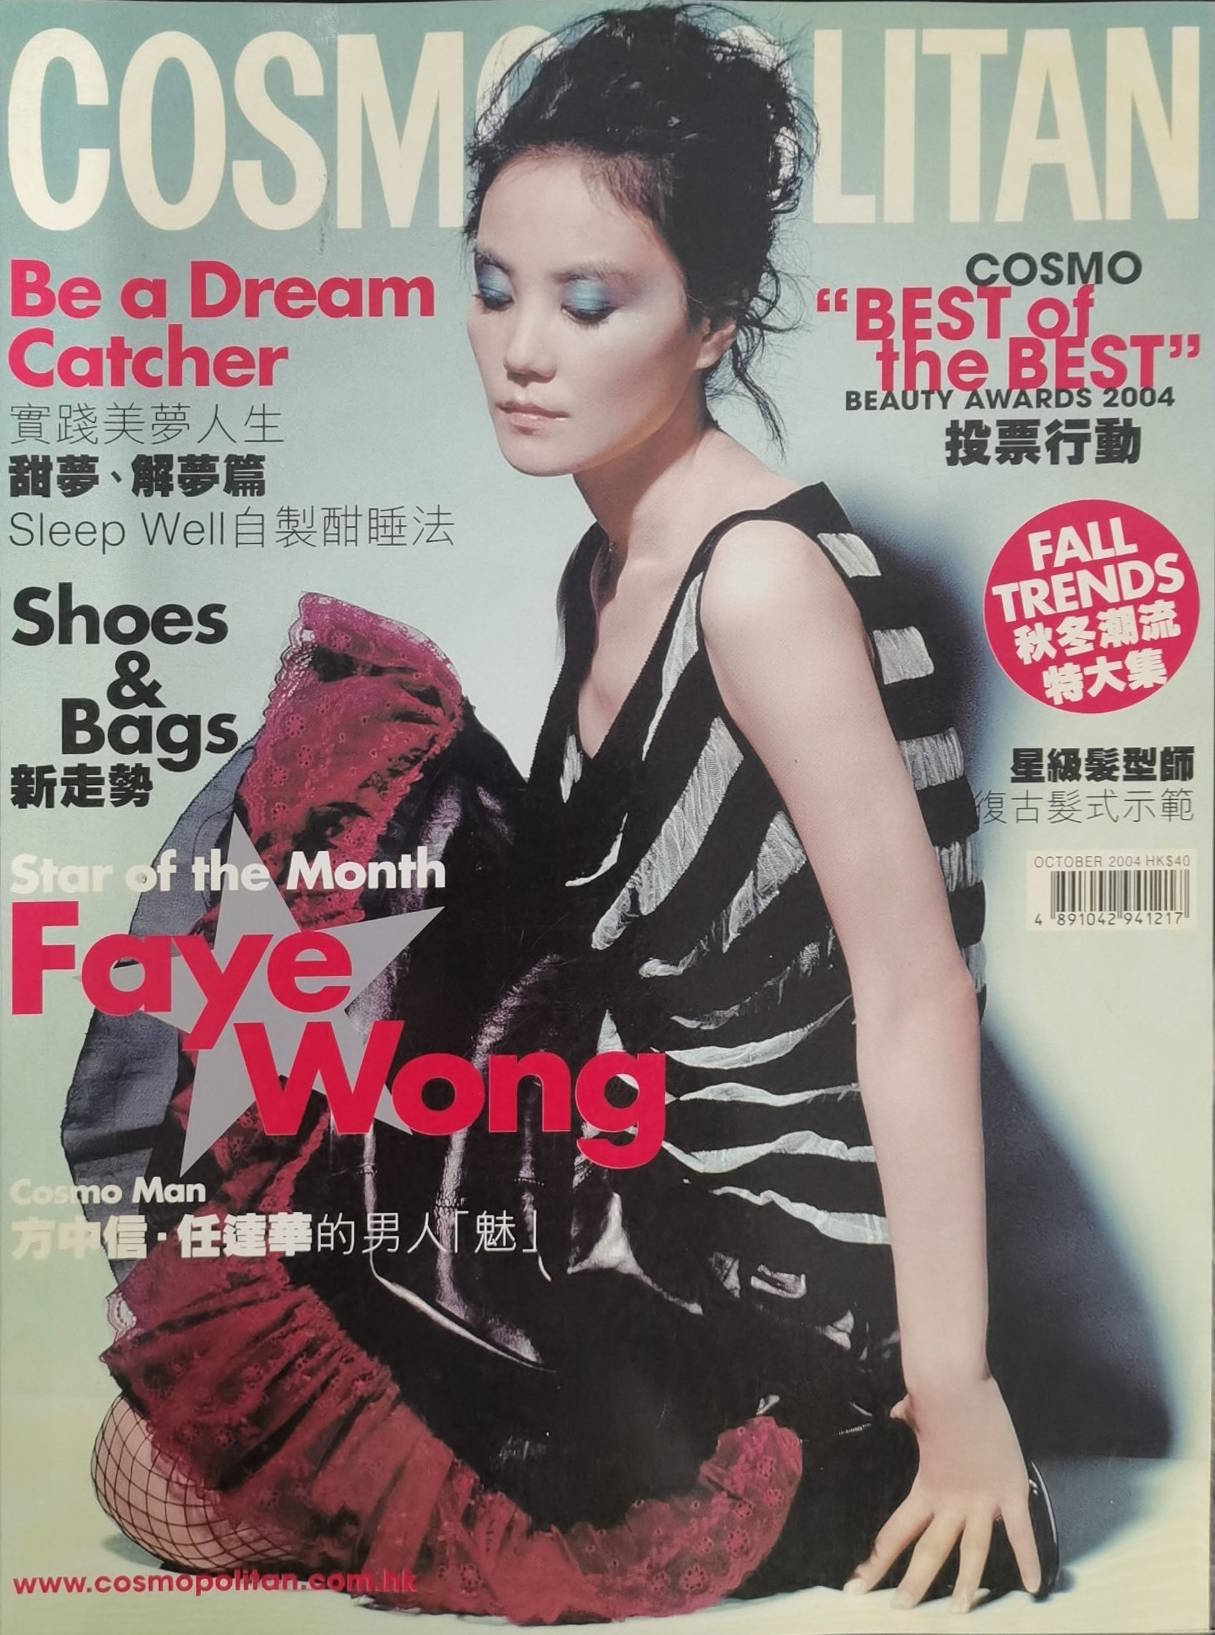 COSMOPOLITAN
Be a Dream
Catcher
實踐美夢人生
甜夢、解夢篇
Sleep Well自製酣睡法
Shoes
&
Bags
新走勢
Star of the Month
Faye
Wong
Cosmo Man
方中信·任達華的男人「魅」
www.cosmopolitan.com.hk
COSMO
“BEST of
the BEST”
BEAUTY AWARDS 2004
投票行動
FALL
TRENDS
秋冬潮流
特大集
星級髮型師
復古髮式示範
OCTOBER 2004 HK$40
4 891042 941217